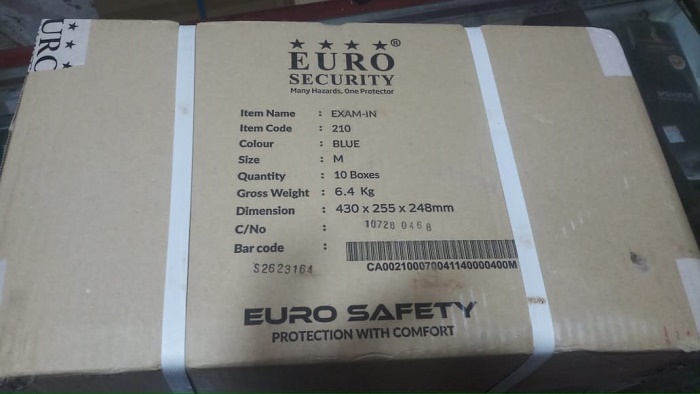 URO
★ ★ ★ ★ ®
EURO
SECURITY
Many Hazards, One Protector
Item Name : EXAM-IN
Item Code : 210
Colour : BLUE
Size : M
Quantity : 10 Boxes
Gross Weight : 6.4 Kg
Dimension : 430 x 255 x 248mm
C/No : 10728 0468
Bar code :
S2623164
CA002100070041140000400M
EURO SAFETY
PROTECTION WITH COMFORT